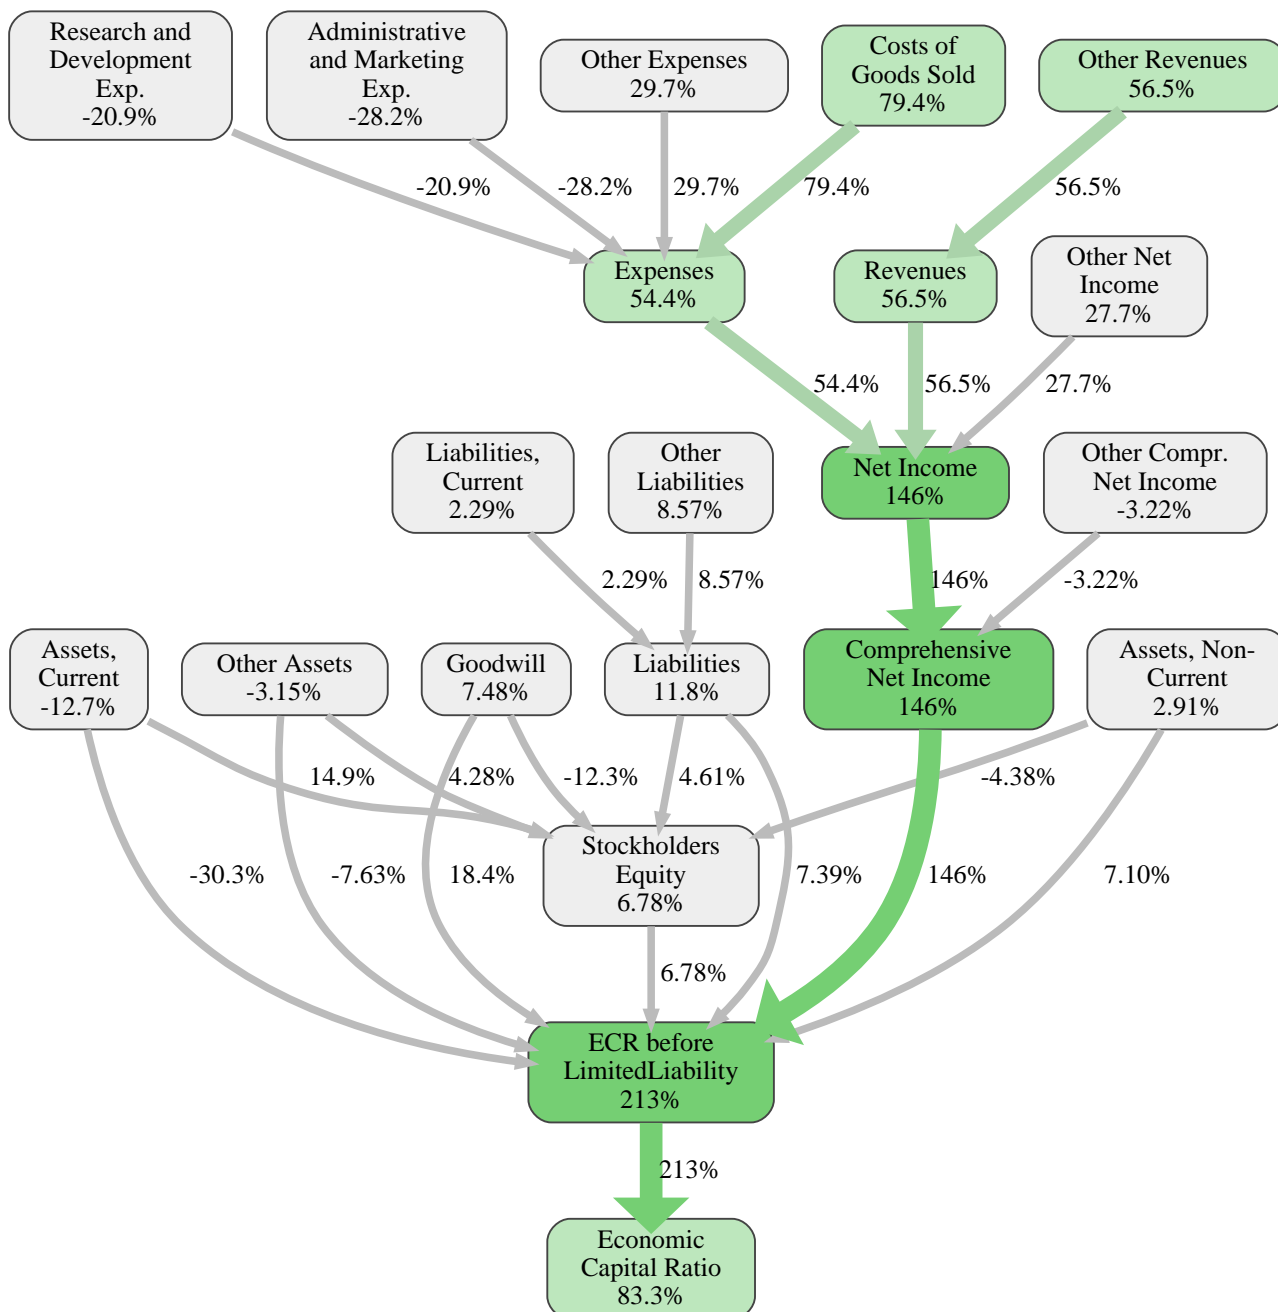 Research and
Development
Exp.
-20.9%
Administrative
and Marketing
Exp.
-28.2%
Other Expenses
29.7%
Costs of
Goods Sold
79.4%
Other Revenues
56.5%
-20.9%
-28.2%
29.7%
79.4%
56.5%
Expenses
54.4%
Revenues
56.5%
Other Net
Income
27.7%
54.4%
56.5%
27.7%
Liabilities,
Current
2.29%
Other
Liabilities
8.57%
Net Income
146%
Other Compr.
Net Income
-3.22%
2.29%
8.57%
146%
-3.22%
Assets,
Current
-12.7%
Other Assets
-3.15%
Goodwill
7.48%
Liabilities
11.8%
Comprehensive
Net Income
146%
Assets, Non-
Current
2.91%
14.9%
4.28%
-12.3%
4.61%
-4.38%
Stockholders
Equity
6.78%
-30.3%
-7.63%
18.4%
7.39%
146%
7.10%
6.78%
ECR before
LimitedLiability
213%
213%
Economic
Capital Ratio
83.3%